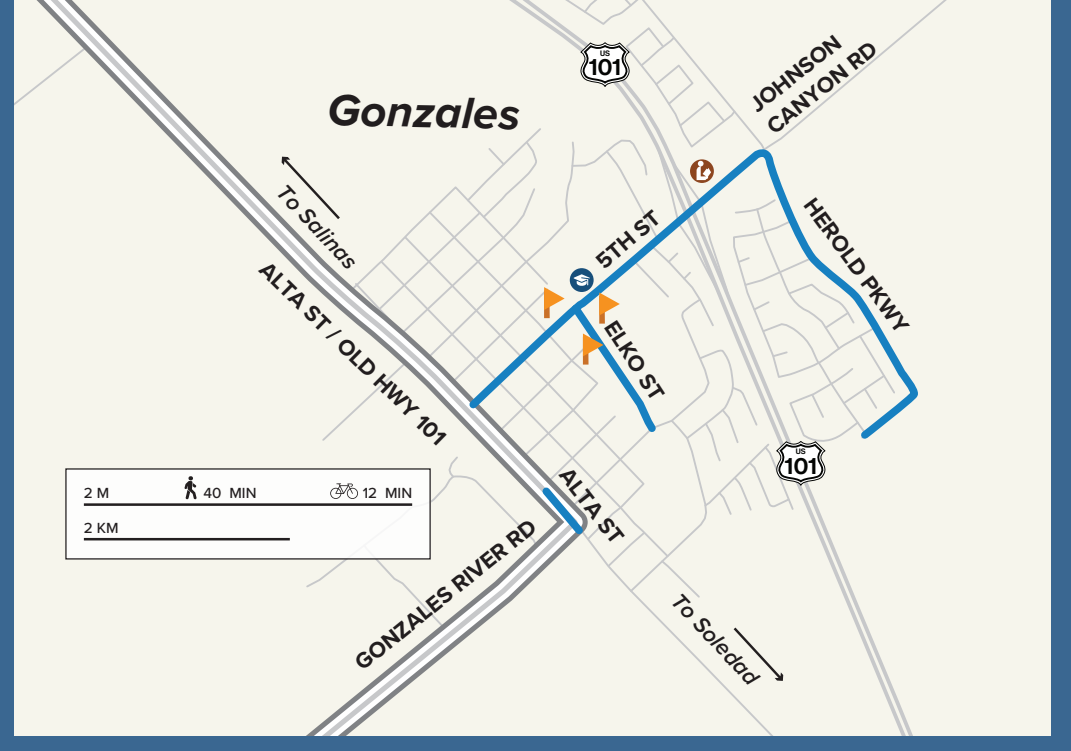 US
101
JOHNSON
CANYON RD
Gonzales
To Salinas
5TH ST
HEROLD PKWY
ALTA ST / OLD HWY 101
ELKO ST
US
101
ALTA ST
2 M 40 MIN 12 MIN
2 KM
GONZALES RIVER RD
To Soledad